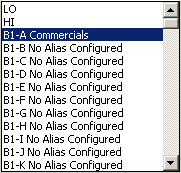 LO
HI
B1-A Commercials
B1-B No Alias Configured
B1-C No Alias Configured
B1-D No Alias Configured
B1-E No Alias Configured
B1-F No Alias Configured
B1-G No Alias Configured
B1-H No Alias Configured
B1-I No Alias Configured
B1-J No Alias Configured
B1-K No Alias Configured